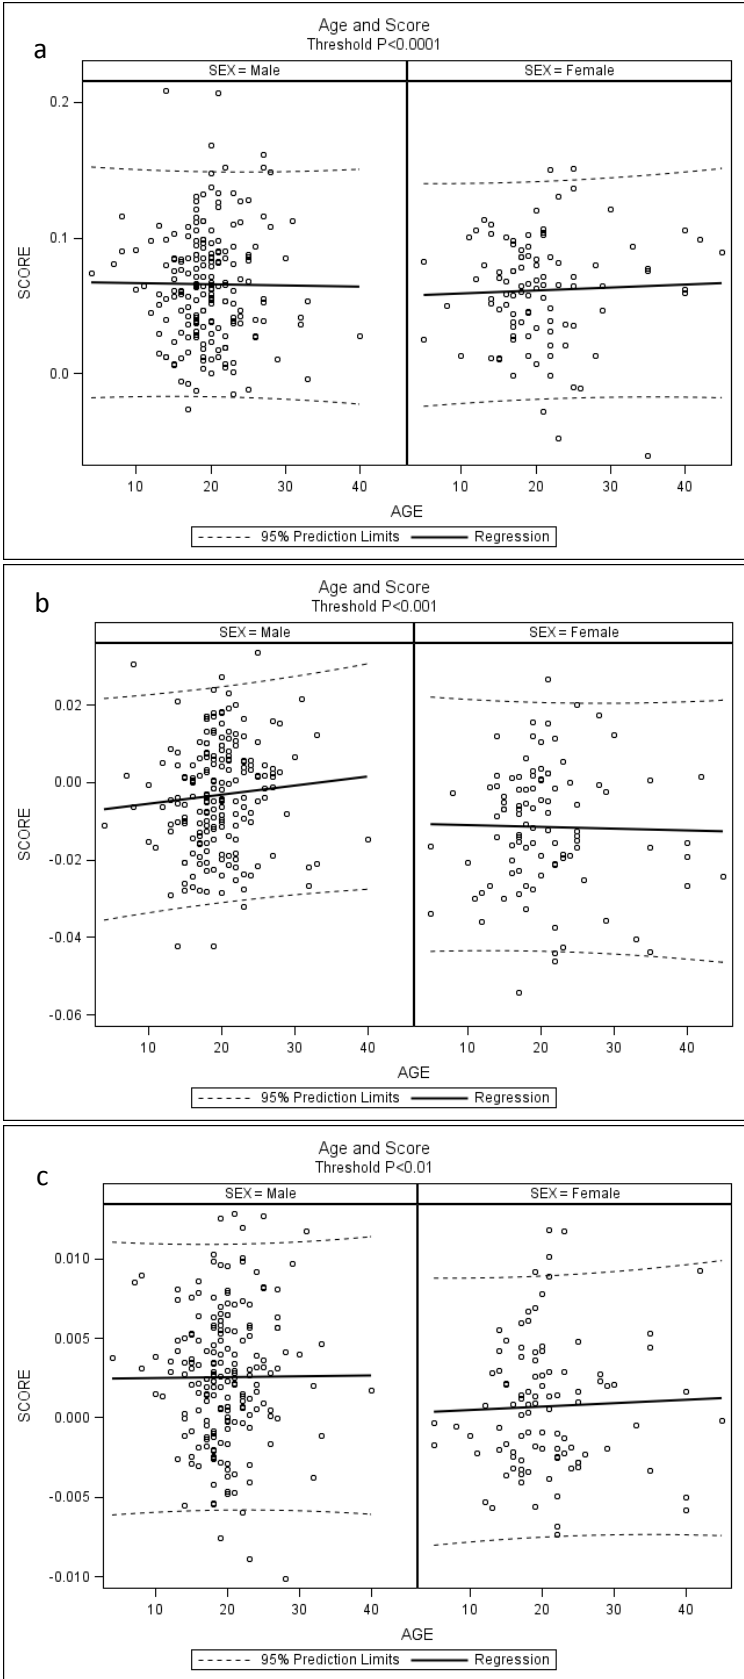 a
Age and Score
Threshold P<0.0001
SEX = Male SEX = Female
0.2
0.1
0.0
SCORE
10 20 30 40 10 20 30 40
AGE
95% Prediction Limits Regression
b
Age and Score
Threshold P<0.001
SEX = Male SEX = Female
0.02
0.00
-0.02
-0.04
-0.06
SCORE
10 20 30 40 10 20 30 40
AGE
95% Prediction Limits Regression
c
Age and Score
Threshold P<0.01
SEX = Male SEX = Female
0.010
0.005
0.000
-0.005
-0.010
SCORE
10 20 30 40 10 20 30 40
AGE
95% Prediction Limits Regression